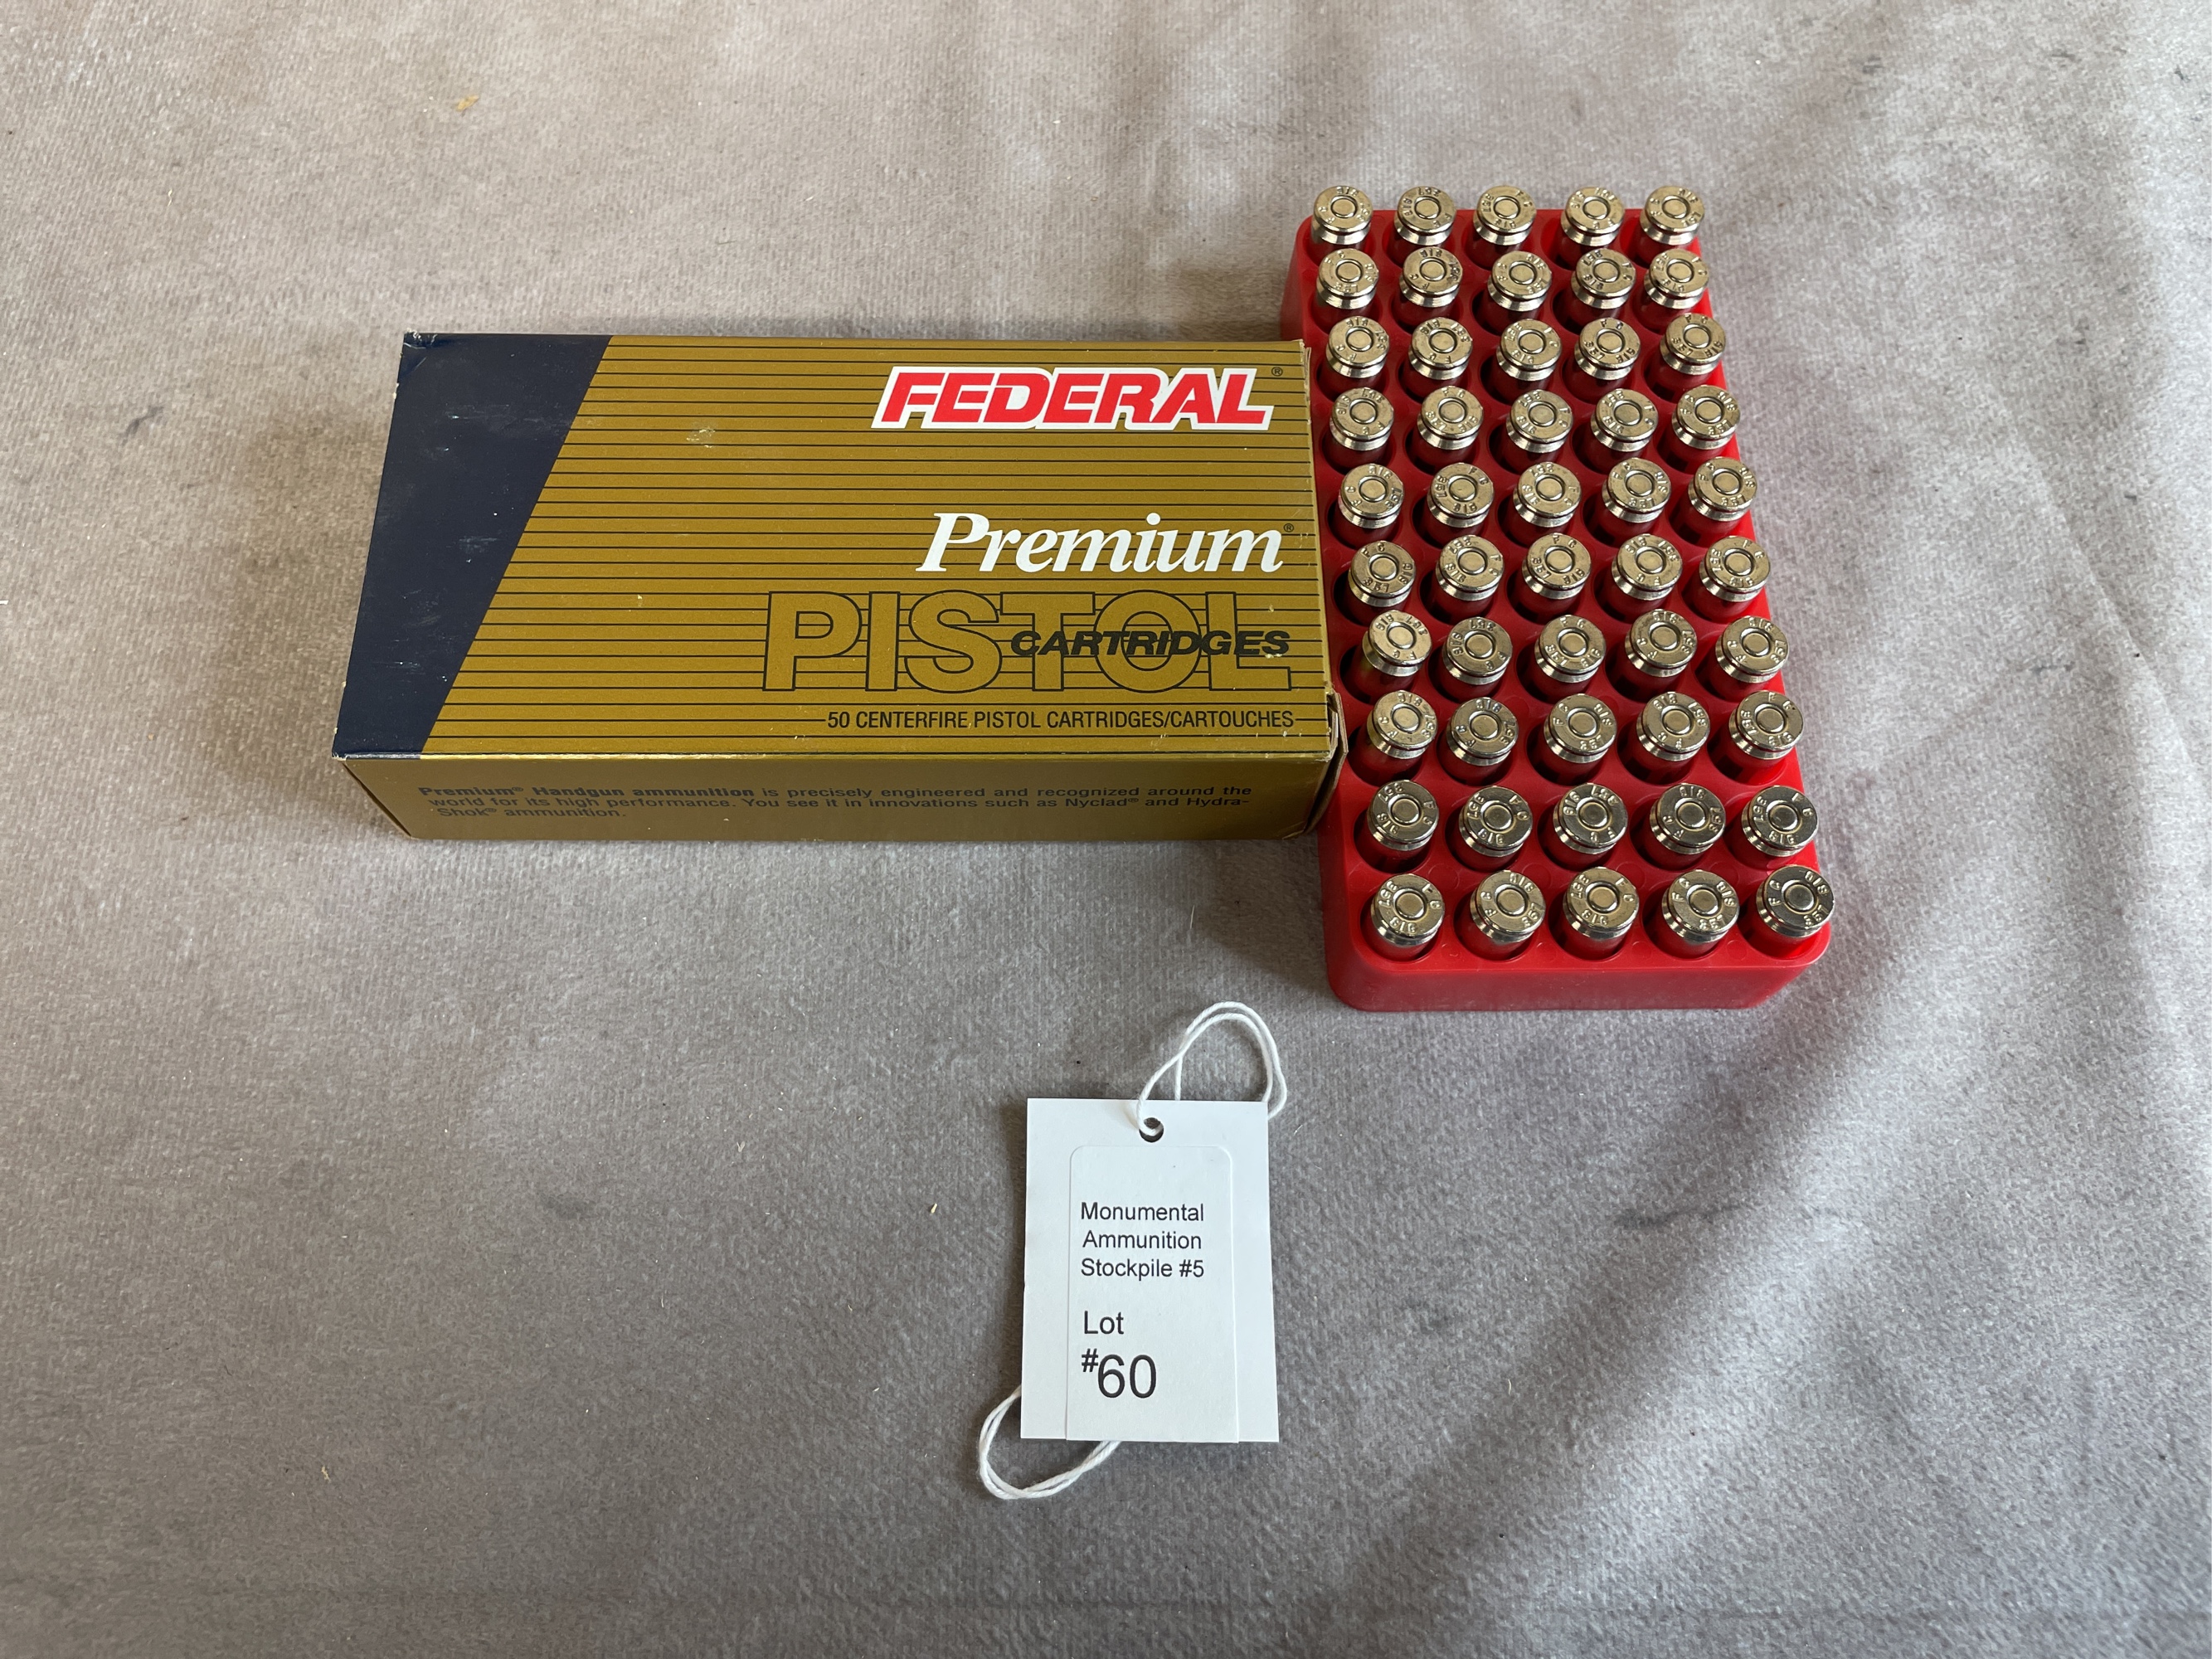 FEDERAL®
Premium®
PISTOL
CARTRIDGES
50 CENTERFIRE PISTOL CARTRIDGES/CARTOUCHES
Premium® Handgun ammunition is precisely engineered and recognized around the
world for its high performance. You see it in innovations such as Nyclad® and Hydra-
Shok® ammunition.
Monumental
Ammunition
Stockpile #5
Lot
#60